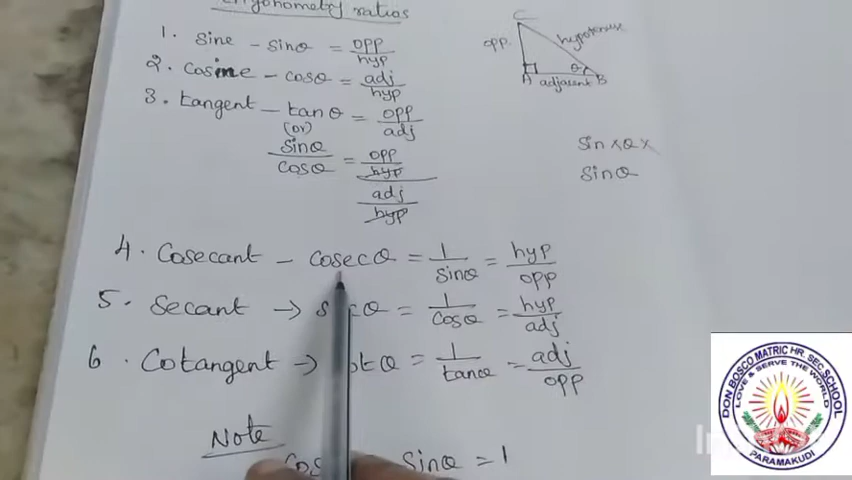 trigonometry ratios
1. sine - sinθ = opp/hyp
2. cosine - cosθ = adj/hyp
3. tangent - tanθ = opp/adj
(or)
sinθ/cosθ = opp/hyp / adj/hyp
4. Cosecant - cosecθ = 1/sinθ = hyp/opp
5. Secant → secθ = 1/cosθ = hyp/adj
6. Cotangent → cotθ = 1/tanθ = adj/opp
Note
sinθ = 1
C
opp.
hypotenuse
θ
A adjacent B
sin x θ x
sinθ
DON BOSCO MATRIC HR. SEC SCHOOL
LOVE & SERVE THE WORLD
PARAMAKUDI